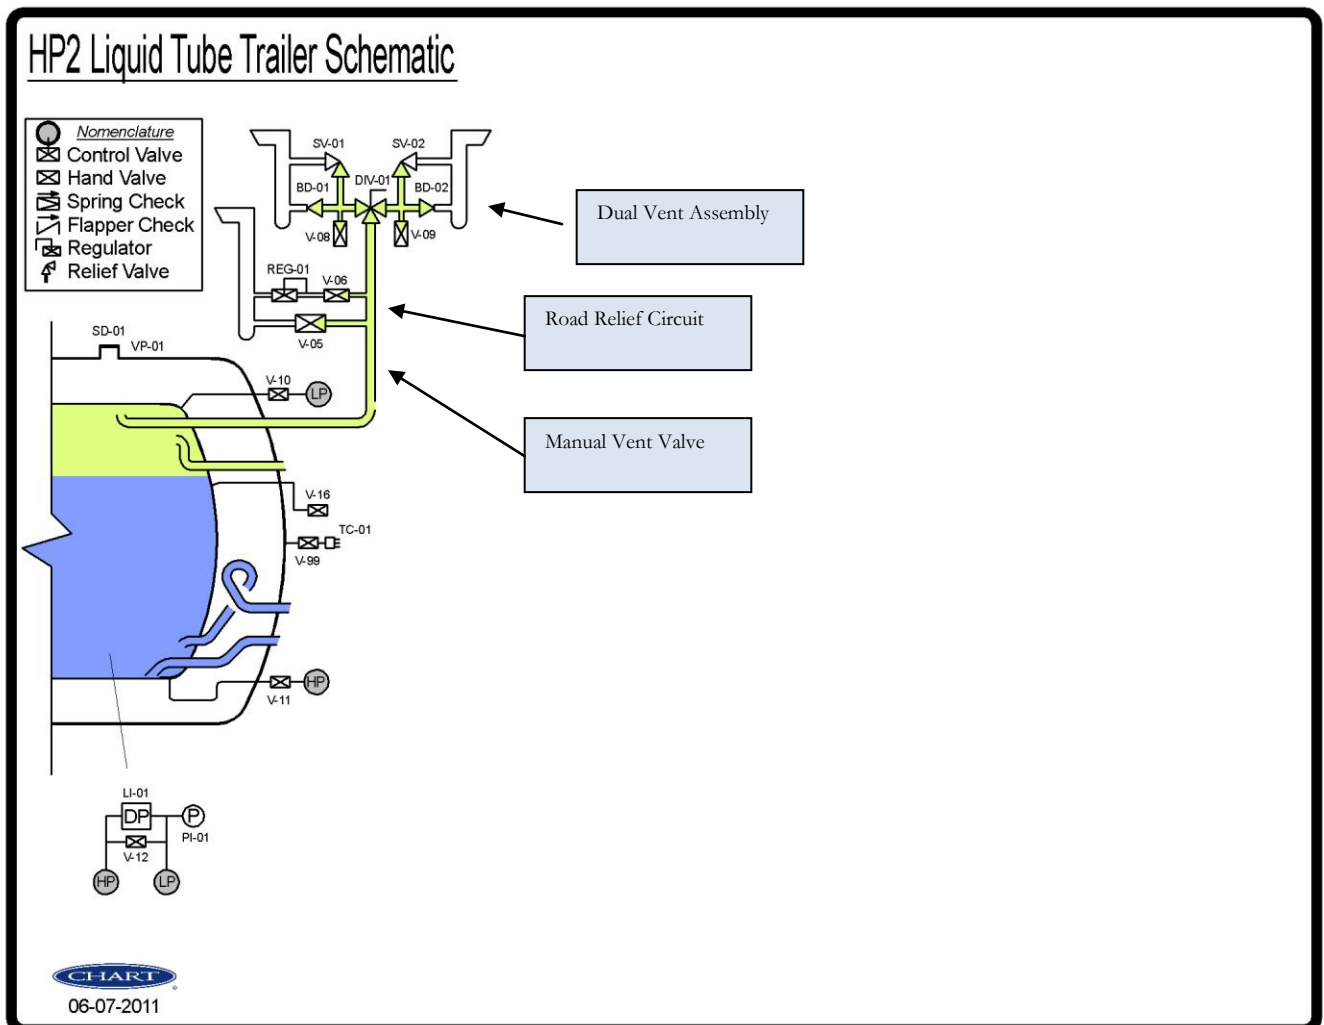 HP2 Liquid Tube Trailer Schematic
Nomenclature
Control Valve
Hand Valve
Spring Check
Flapper Check
Regulator
Relief Valve
SV-01
SV-02
BD-01
DIV-01
BD-02
V-08
V-09
Dual Vent Assembly
REG-01
V-06
V-05
Road Relief Circuit
SD-01
VP-01
V-10
LP
Manual Vent Valve
V-16
TC-01
V-99
HP
V-11
LI-01
DP
P
PI-01
V-12
HP
LP
CHART
06-07-2011